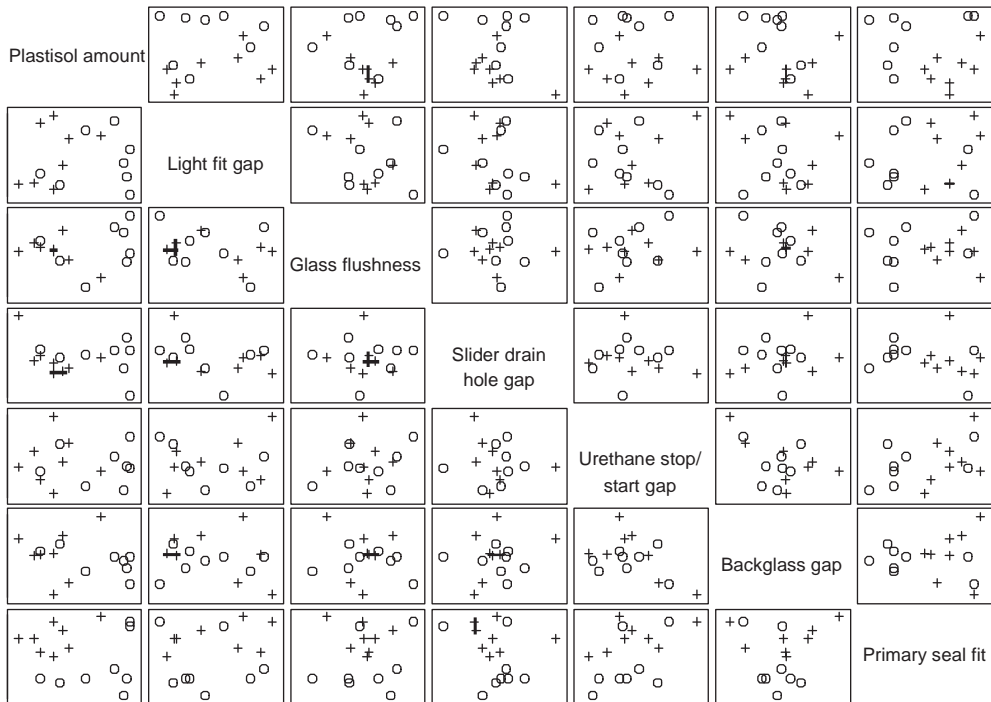 Plastisol amount
Light fit gap
Glass flushness
Slider drain
hole gap
Urethane stop/
start gap
Backglass gap
Primary seal fit